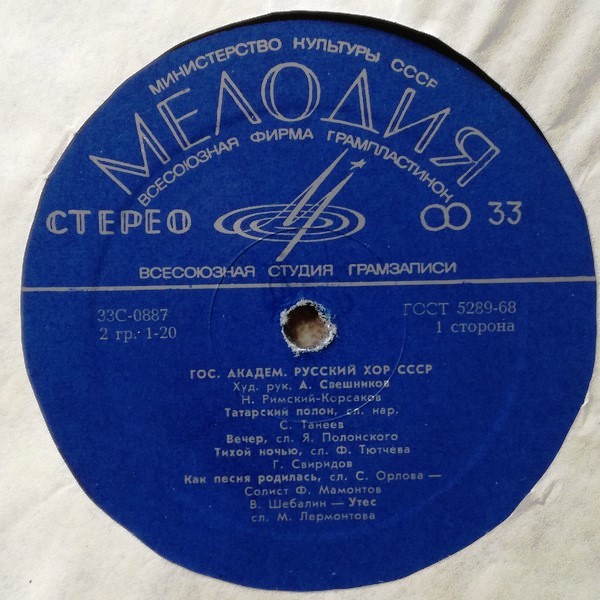 МИНИСТЕРСТВО КУЛЬТУРЫ СССР
МЕЛОДИЯ
ВСЕСОЮЗНАЯ ФИРМА ГРАМПЛАСТИНОК
СТЕРЕО 33
ВСЕСОЮЗНАЯ СТУДИЯ ГРАМЗАПИСИ
33С-0887 ГОСТ 5289-68
2 гр. 1-20 1 сторона
ГОС. АКАДЕМ. РУССКИЙ ХОР СССР
Худ. рук. А. Свешников
Н. Римский-Корсаков
Татарский полон, сл. нар.
С. Танеев
Вечер, сл. Я. Полонского
Тихой ночью, сл. Ф. Тютчева
Г. Свиридов
Как песня родилась, сл. С. Орлова —
Солист Ф. Мамонтов
В. Шебалин — Утес
сл. М. Лермонтова